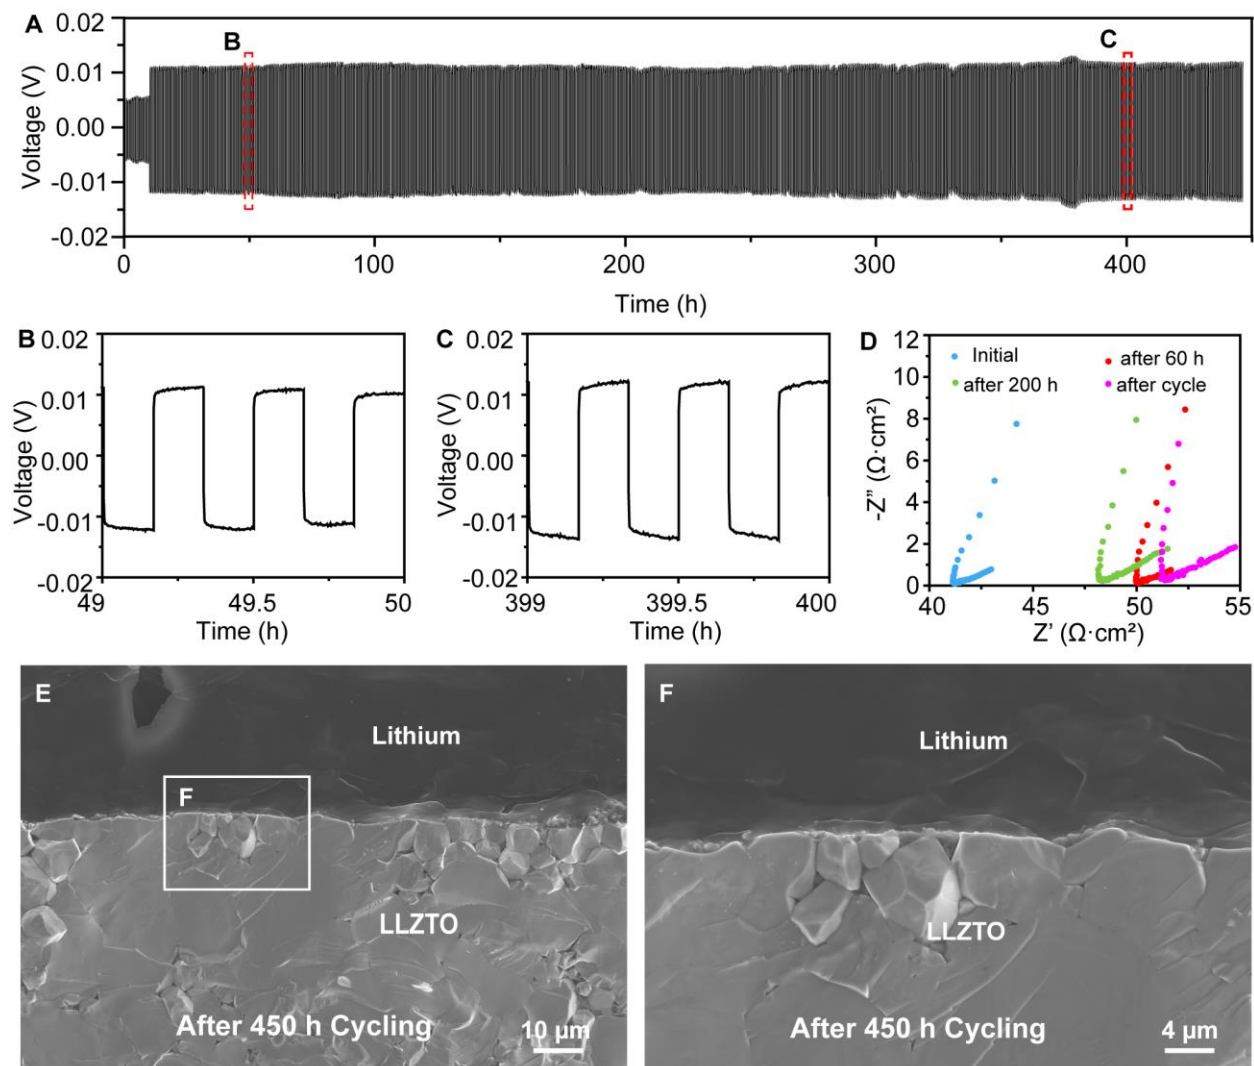 A
B
C
Voltage (V)
0.02
0.01
0.00
-0.01
-0.02
0
100
200
300
400
Time (h)
B
Voltage (V)
0.02
0.01
0.00
-0.01
-0.02
49
49.5
50
Time (h)
C
Voltage (V)
0.02
0.01
0.00
-0.01
-0.02
399
399.5
400
Time (h)
D
-Z" (Ω·cm²)
12
10
8
6
4
2
0
Initial
after 60 h
after 200 h
after cycle
40
45
50
55
Z' (Ω·cm²)
E
Lithium
F
LLZTO
After 450 h Cycling
10 μm
F
Lithium
LLZTO
After 450 h Cycling
4 μm